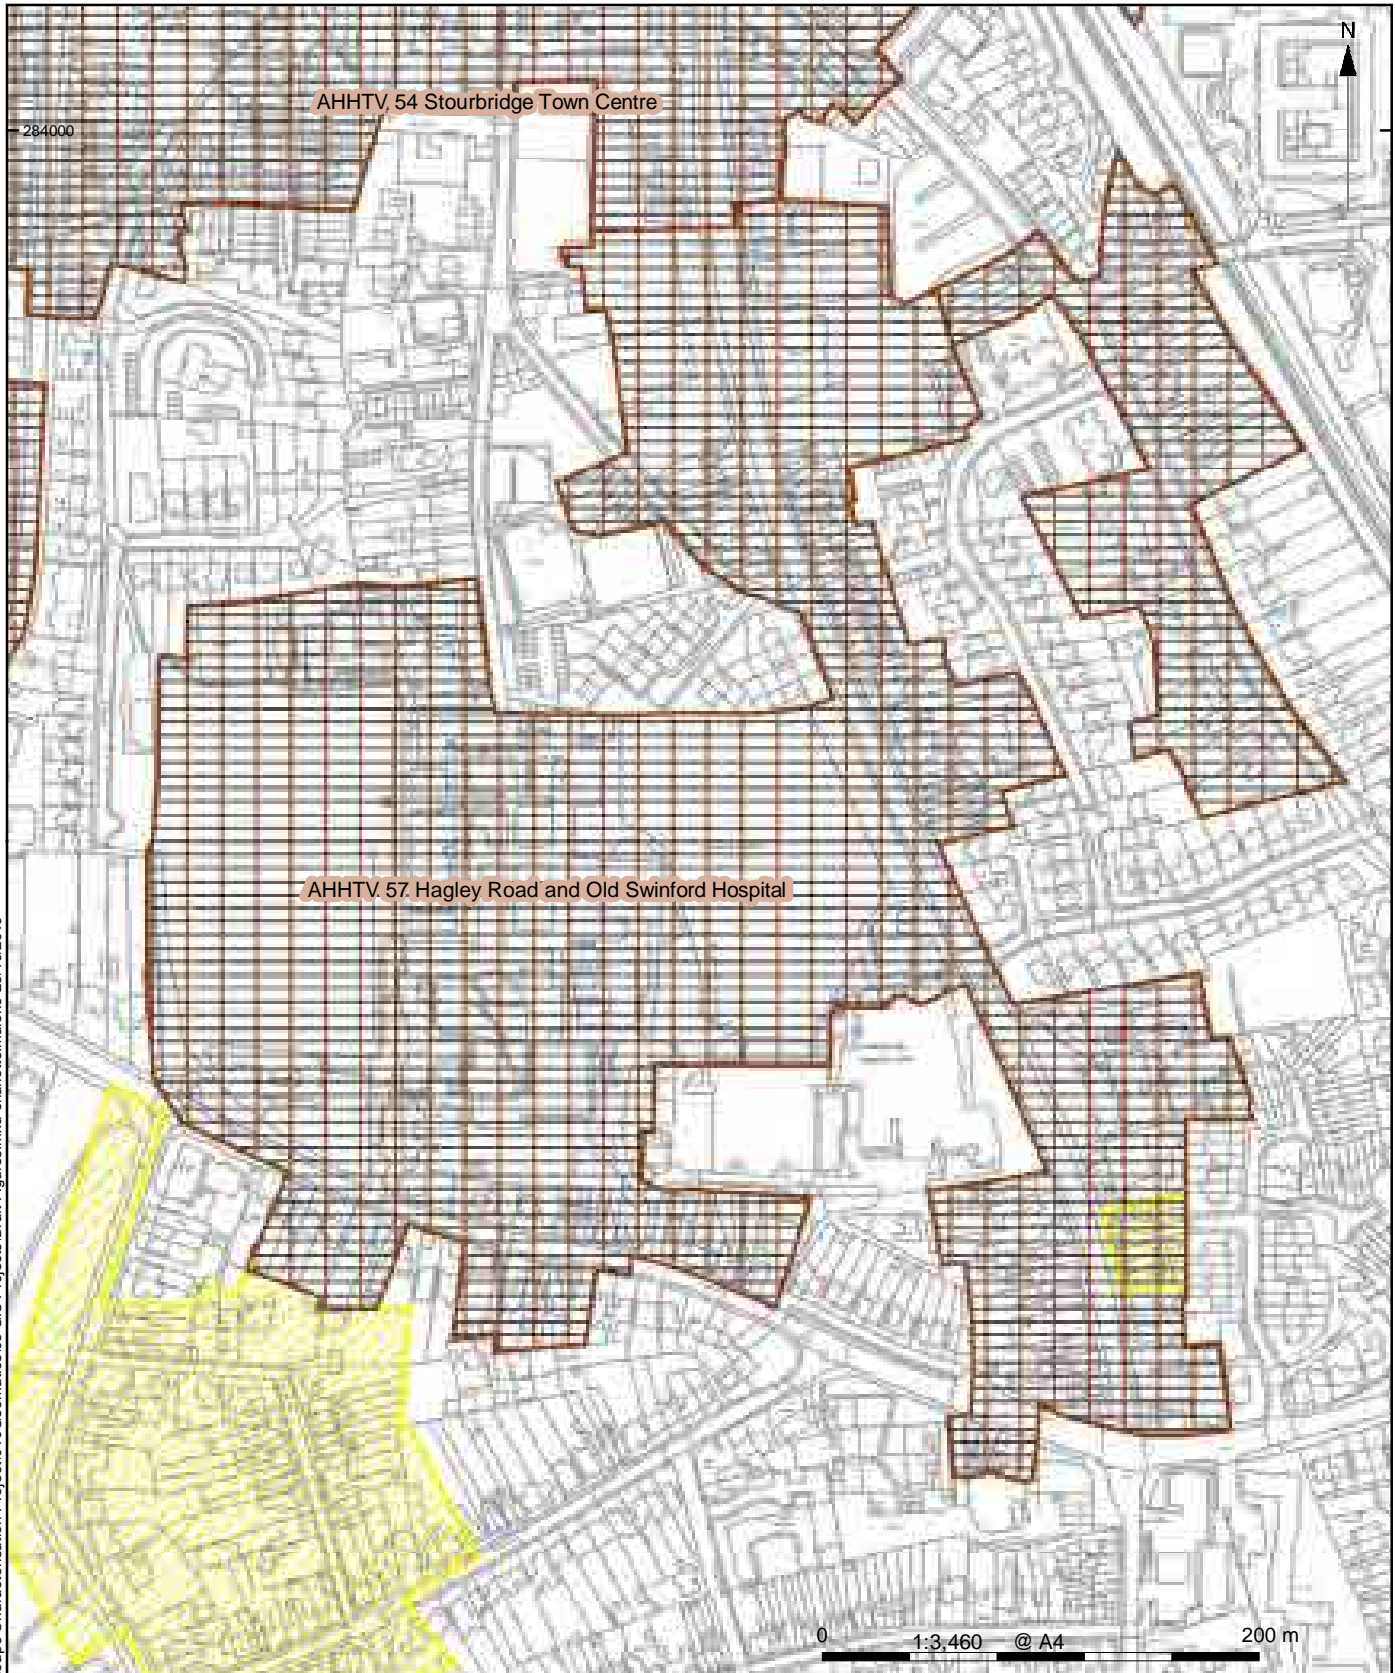 N
AHHTV 54 Stourbridge Town Centre
284000
AHHTV 57 Hagley Road and Old Swinford Hospital
0 1:3,460 @ A4 200 m